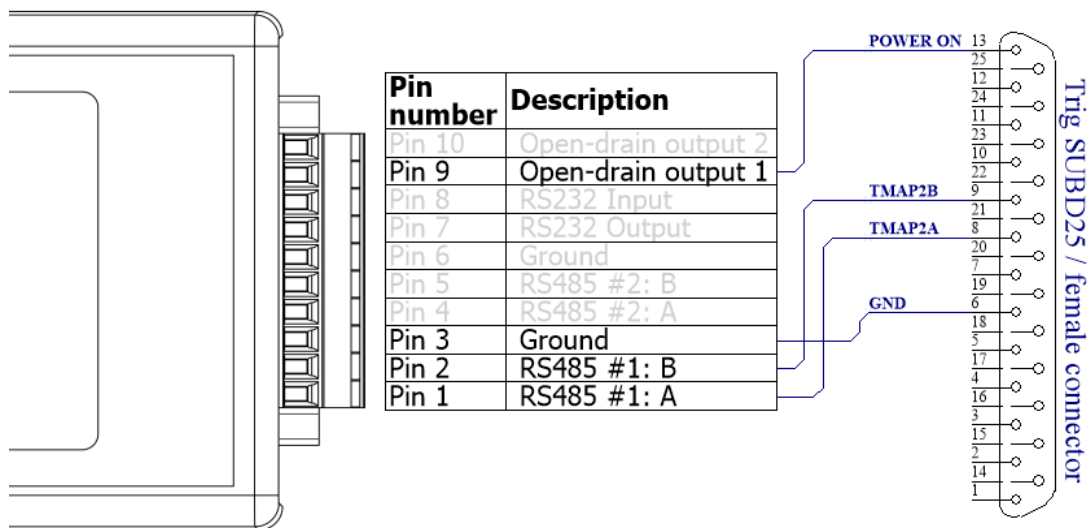 Pin number Description
Pin 10 Open-drain output 2
Pin 9 Open-drain output 1
Pin 8 RS232 Input
Pin 7 RS232 Output
Pin 6 Ground
Pin 5 RS485 #2: B
Pin 4 RS485 #2: A
Pin 3 Ground
Pin 2 RS485 #1: B
Pin 1 RS485 #1: A
POWER ON 13
25
12
24
11
23
10
22
TMAP2B 9
21
TMAP2A 8
20
7
19
GND 6
18
5
17
4
16
3
15
2
14
1
Trig SUBD25 / female connector